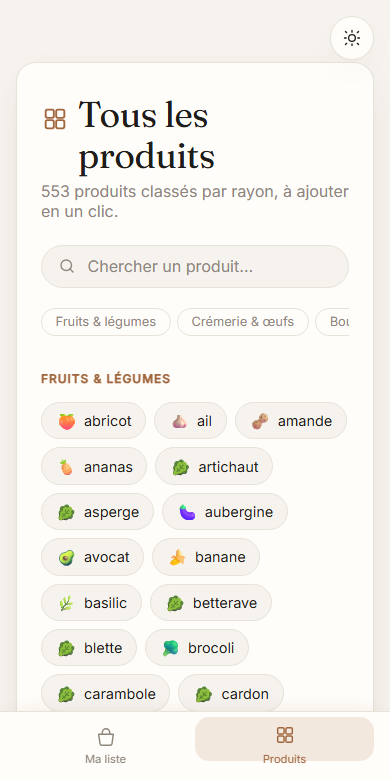 Tous les
produits
553 produits classés par rayon, à ajouter
en un clic.
Chercher un produit…
Fruits & légumes
Crémerie & œufs
FRUITS & LÉGUMES
abricot
ail
amande
ananas
artichaut
asperge
aubergine
avocat
banane
basilic
betterave
blette
brocoli
carambole
cardon
Ma liste
Produits